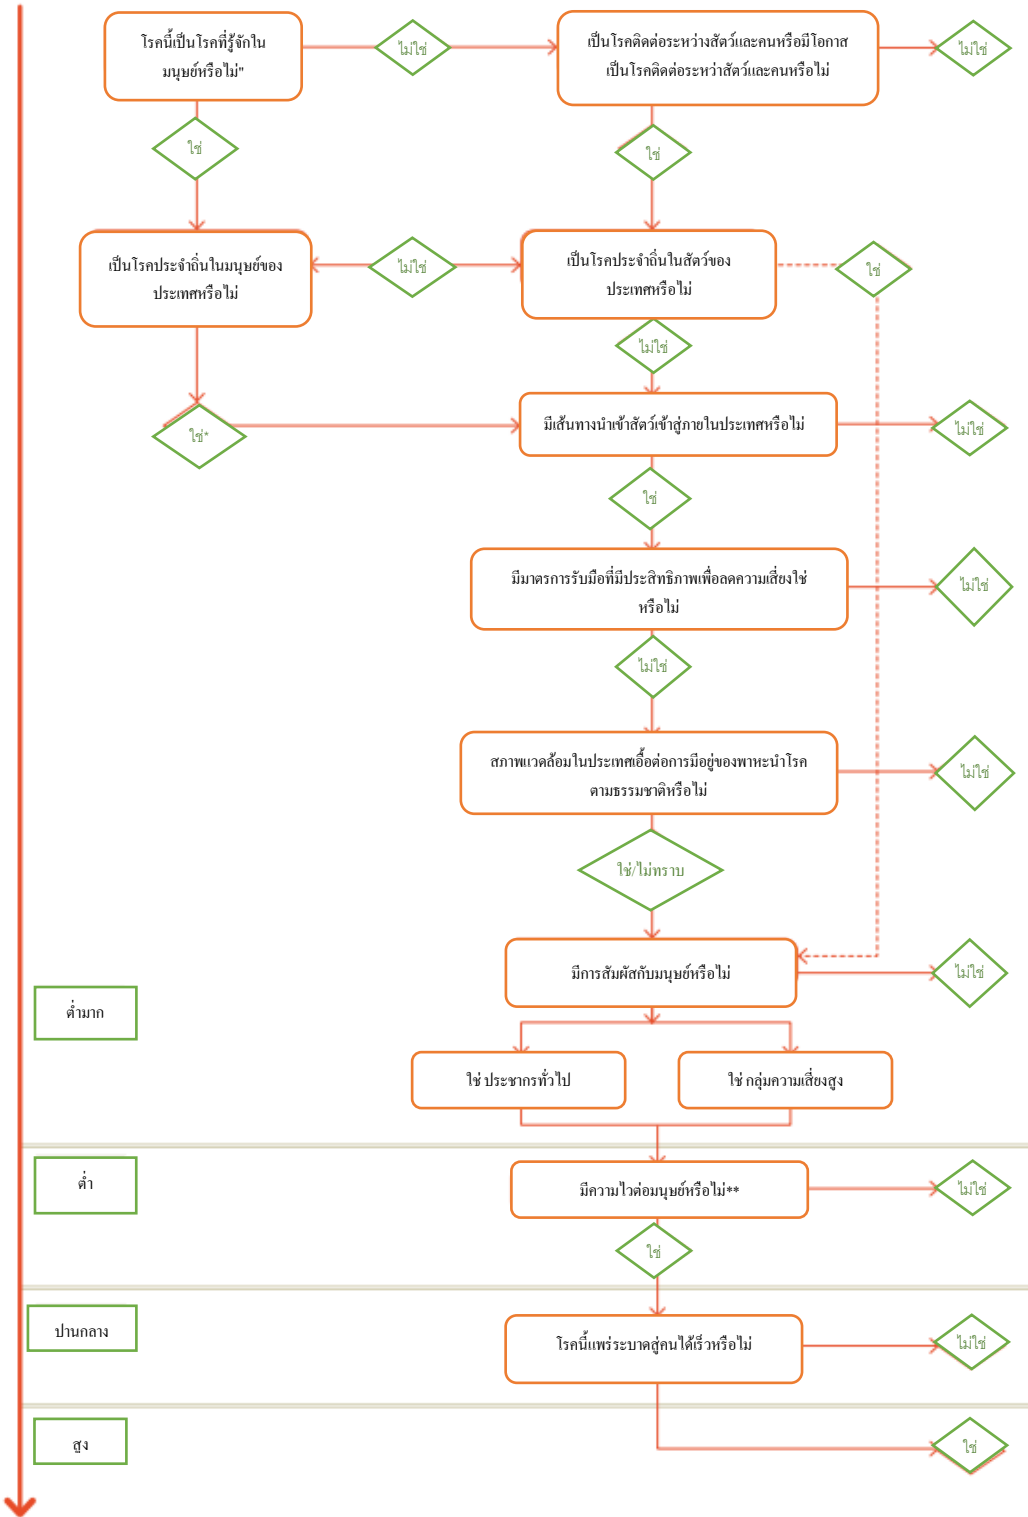 โรคนี้เป็นโรคที่รู้จักใน
มนุษย์หรือไม่"
ไม่ใช่
เป็นโรคติดต่อระหว่างสัตว์และคนหรือมีโอกาส
เป็นโรคติดต่อระหว่าสัตว์และคนหรือไม่
ไม่ใช่
ใช่
ใช่
เป็นโรคประจำถิ่นในมนุษย์ของ
ประเทศหรือไม่
ไม่ใช่
เป็นโรคประจำถิ่นในสัตว์ของ
ประเทศหรือไม่
ใช่
ไม่ใช่
ใช่*
มีเส้นทางนำเข้าสัตว์เข้าสู่ภายในประเทศหรือไม่
ไม่ใช่
ใช่
มีมาตรการรับมือที่มีประสิทธิภาพเพื่อลดความเสี่ยงใช่
หรือไม่
ไม่ใช่
ไม่ใช่
สภาพแวดล้อมในประเทศเอื้อต่อการมีอยู่ของพาหะนำโรค
ตามธรรมชาติหรือไม่
ไม่ใช่
ใช่/ไม่ทราบ
มีการสัมผัสกับมนุษย์หรือไม่
ไม่ใช่
ต่ำมาก
ใช่ ประชากรทั่วไป
ใช่ กลุ่มความเสี่ยงสูง
ต่ำ
มีความไวต่อมนุษย์หรือไม่**
ไม่ใช่
ใช่
ปานกลาง
โรคนี้แพร่ระบาดสู่คนได้เร็วหรือไม่
ไม่ใช่
สูง
ใช่